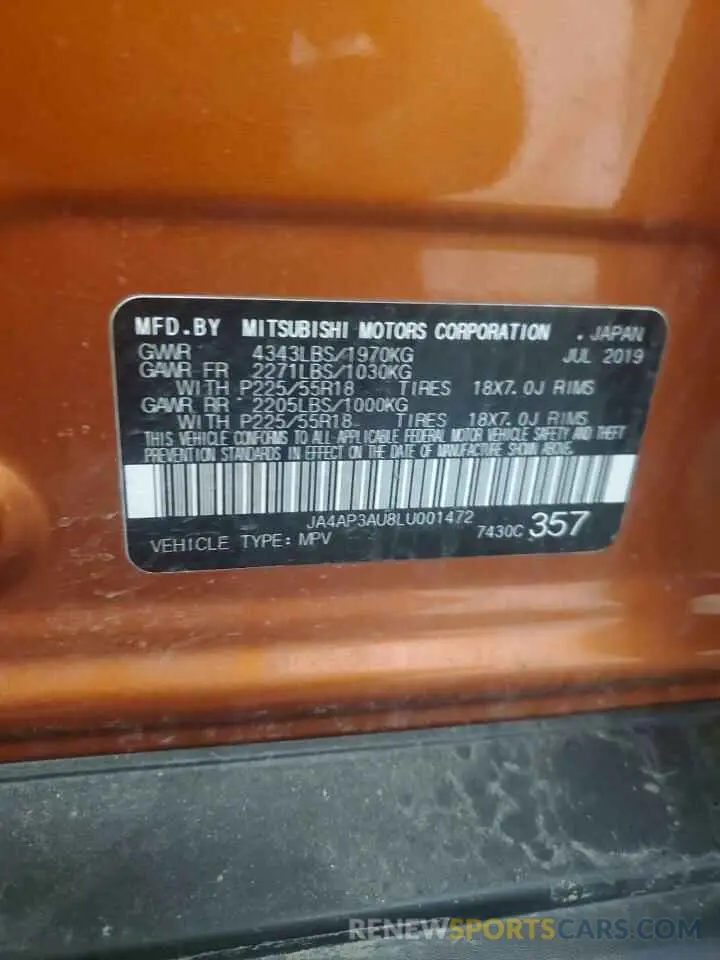 MFD.BY MITSUBISHI MOTORS CORPORATION . JAPAN
GVWR 4343LBS/1970KG JUL 2019
GAWR FR 2271LBS/1030KG
WITH P225/55R18 TIRES 18X7.0J RIMS
GAWR RR 2205LBS/1000KG
WITH P225/55R18 TIRES 18X7.0J RIMS
THIS VEHICLE CONFORMS TO ALL APPLICABLE FEDERAL MOTOR VEHICLE SAFETY AND THEFT
PREVENTION STANDARDS IN EFFECT ON THE DATE OF MANUFACTURE SHOWN ABOVE.
JA4AP3AU8LU001472
VEHICLE TYPE: MPV 7430C 357
RENEWSPORTSCARS.COM